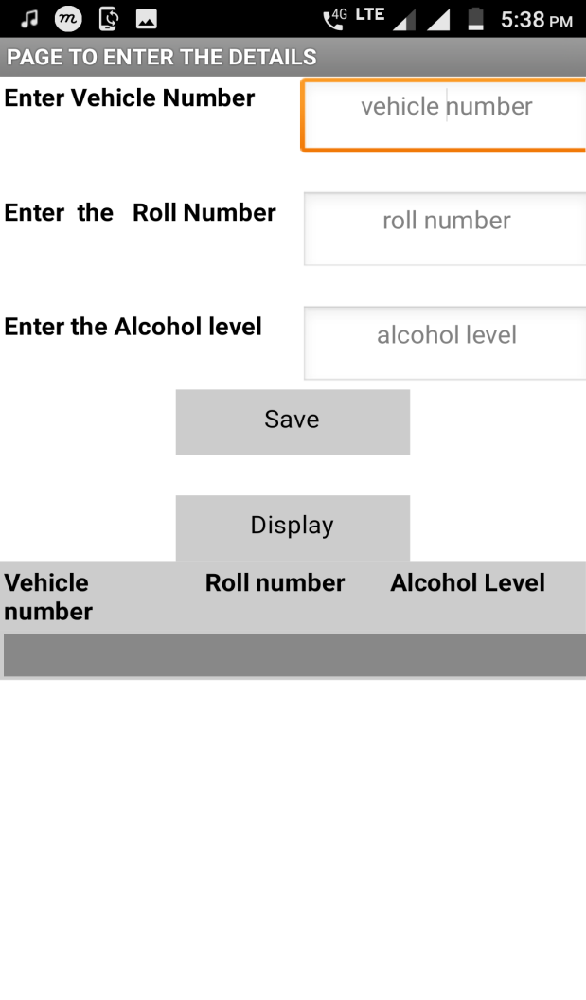 m 4G LTE 5:38 PM
PAGE TO ENTER THE DETAILS
Enter Vehicle Number vehicle number
Enter the Roll Number roll number
Enter the Alcohol level alcohol level
Save
Display
Vehicle number Roll number Alcohol Level